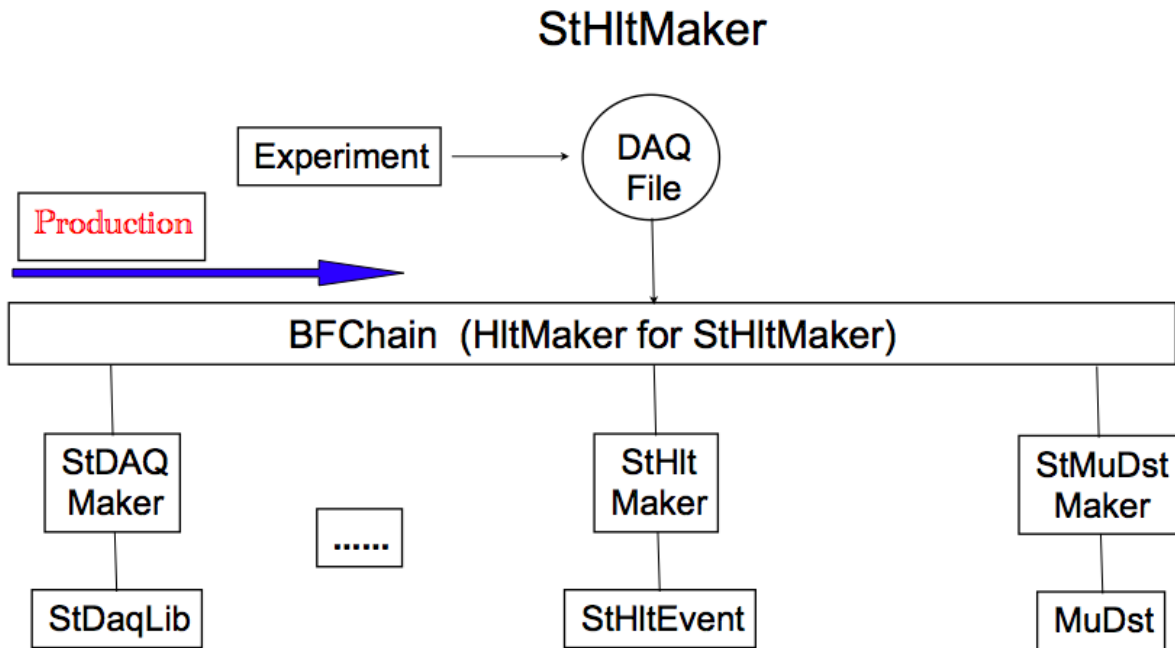 StHltMaker
Experiment
DAQ
File
Production
BFChain  (HltMaker for StHltMaker)
StDAQ
Maker
......
StHlt
Maker
StMuDst
Maker
StDaqLib
StHltEvent
MuDst